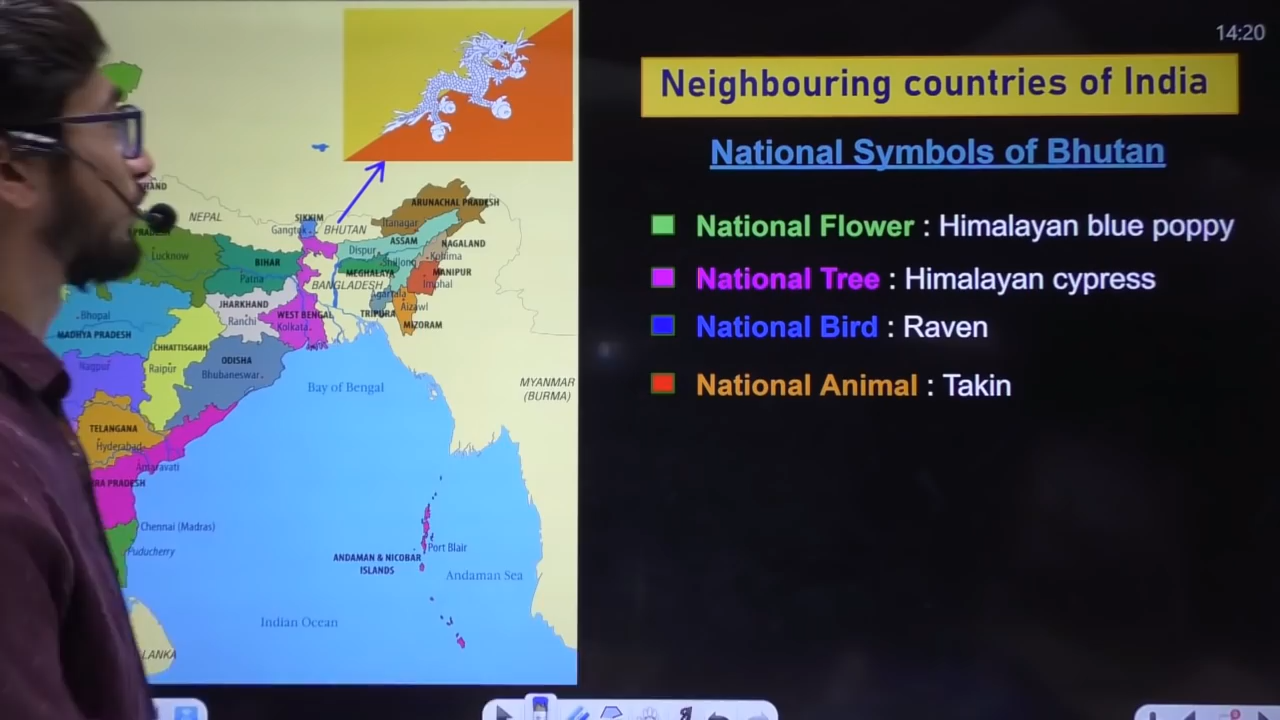 14:20
Neighbouring countries of India
National Symbols of Bhutan
National Flower : Himalayan blue poppy
National Tree : Himalayan cypress
National Bird : Raven
National Animal : Takin
NEPAL
SIKKIM
Gangtok
BHUTAN
ARUNACHAL PRADESH
Itanagar
ASSAM
Dispur
NAGALAND
Kohima
Shillong
MEGHALAYA
MANIPUR
Imphal
BANGLADESH
Agartala
Aizawl
TRIPURA
MIZORAM
Lucknow
BIHAR
Patna
JHARKHAND
Ranchi
WEST BENGAL
Kolkata
Bhopal
MADHYA PRADESH
CHHATTISGARH
Raipur
Nagpur
ODISHA
Bhubaneswar
Bay of Bengal
MYANMAR
(BURMA)
TELANGANA
Hyderabad
Amaravati
RA PRADESH
Chennai (Madras)
Puducherry
Port Blair
ANDAMAN & NICOBAR
ISLANDS
Andaman Sea
Indian Ocean
LANKA